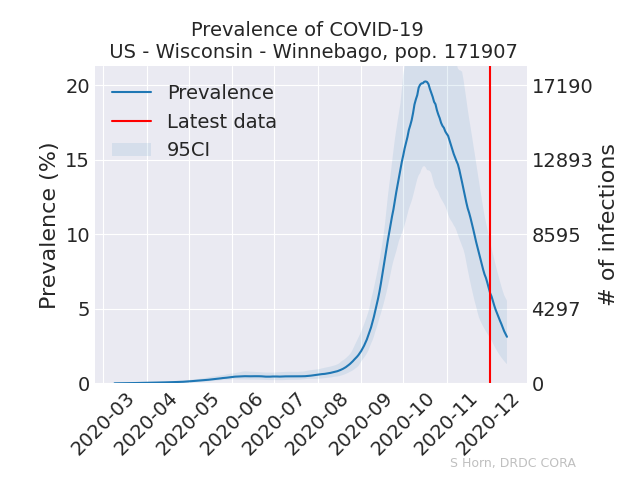 Prevalence of COVID-19
US - Wisconsin - Winnebago, pop. 171907
Prevalence
Latest data
95CI
Prevalence (%)
20
15
10
5
0
17190
12893
8595
4297
0
# of infections
2020-03
2020-04
2020-05
2020-06
2020-07
2020-08
2020-09
2020-10
2020-11
2020-12
S Horn, DRDC CORA